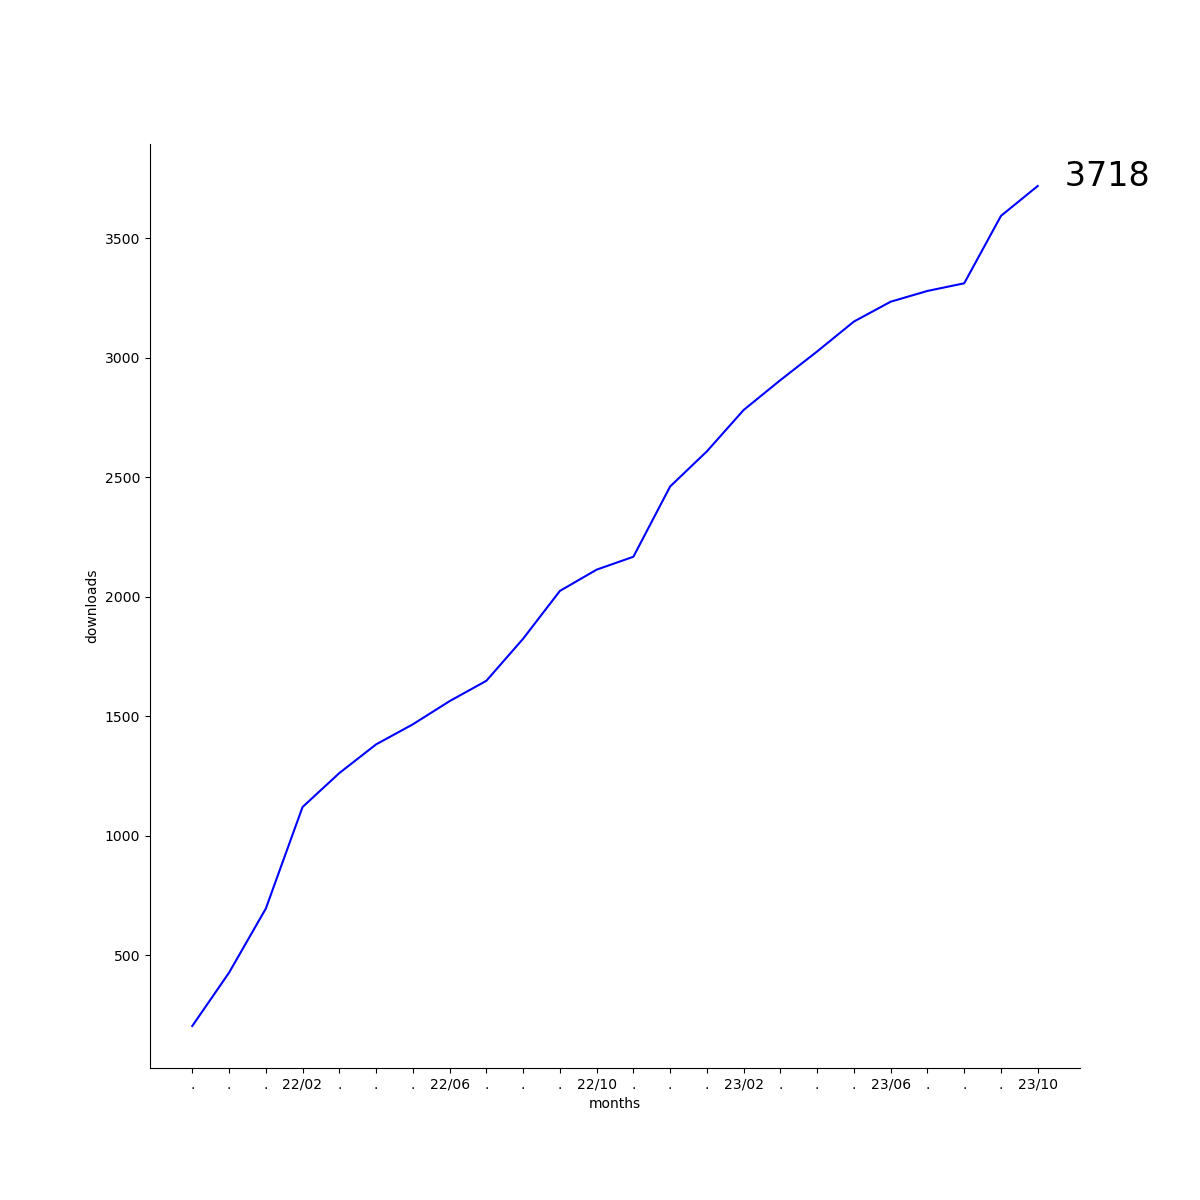 3718
3500
3000
2500
2000
1500
1000
500
downloads
. . . 22/02 . . . 22/06 . . . 22/10 . . . 23/02 . . . 23/06 . . . 23/10
months